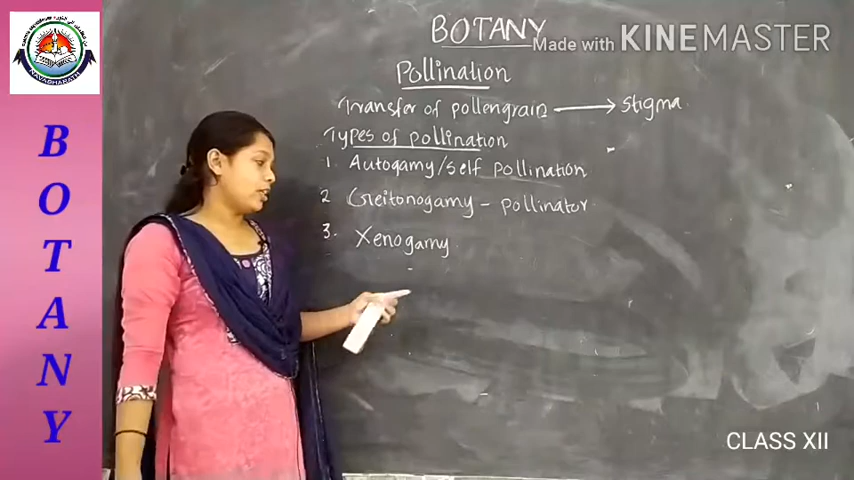 BOTANY
Made with KINEMASTER
Pollination
Transfer of pollengrain → stigma
Types of pollination
1. Autogamy/self pollination
2 Geitonogamy - pollinator
3. Xenogamy
NAVABHARATH
B
O
T
A
N
Y
CLASS XII